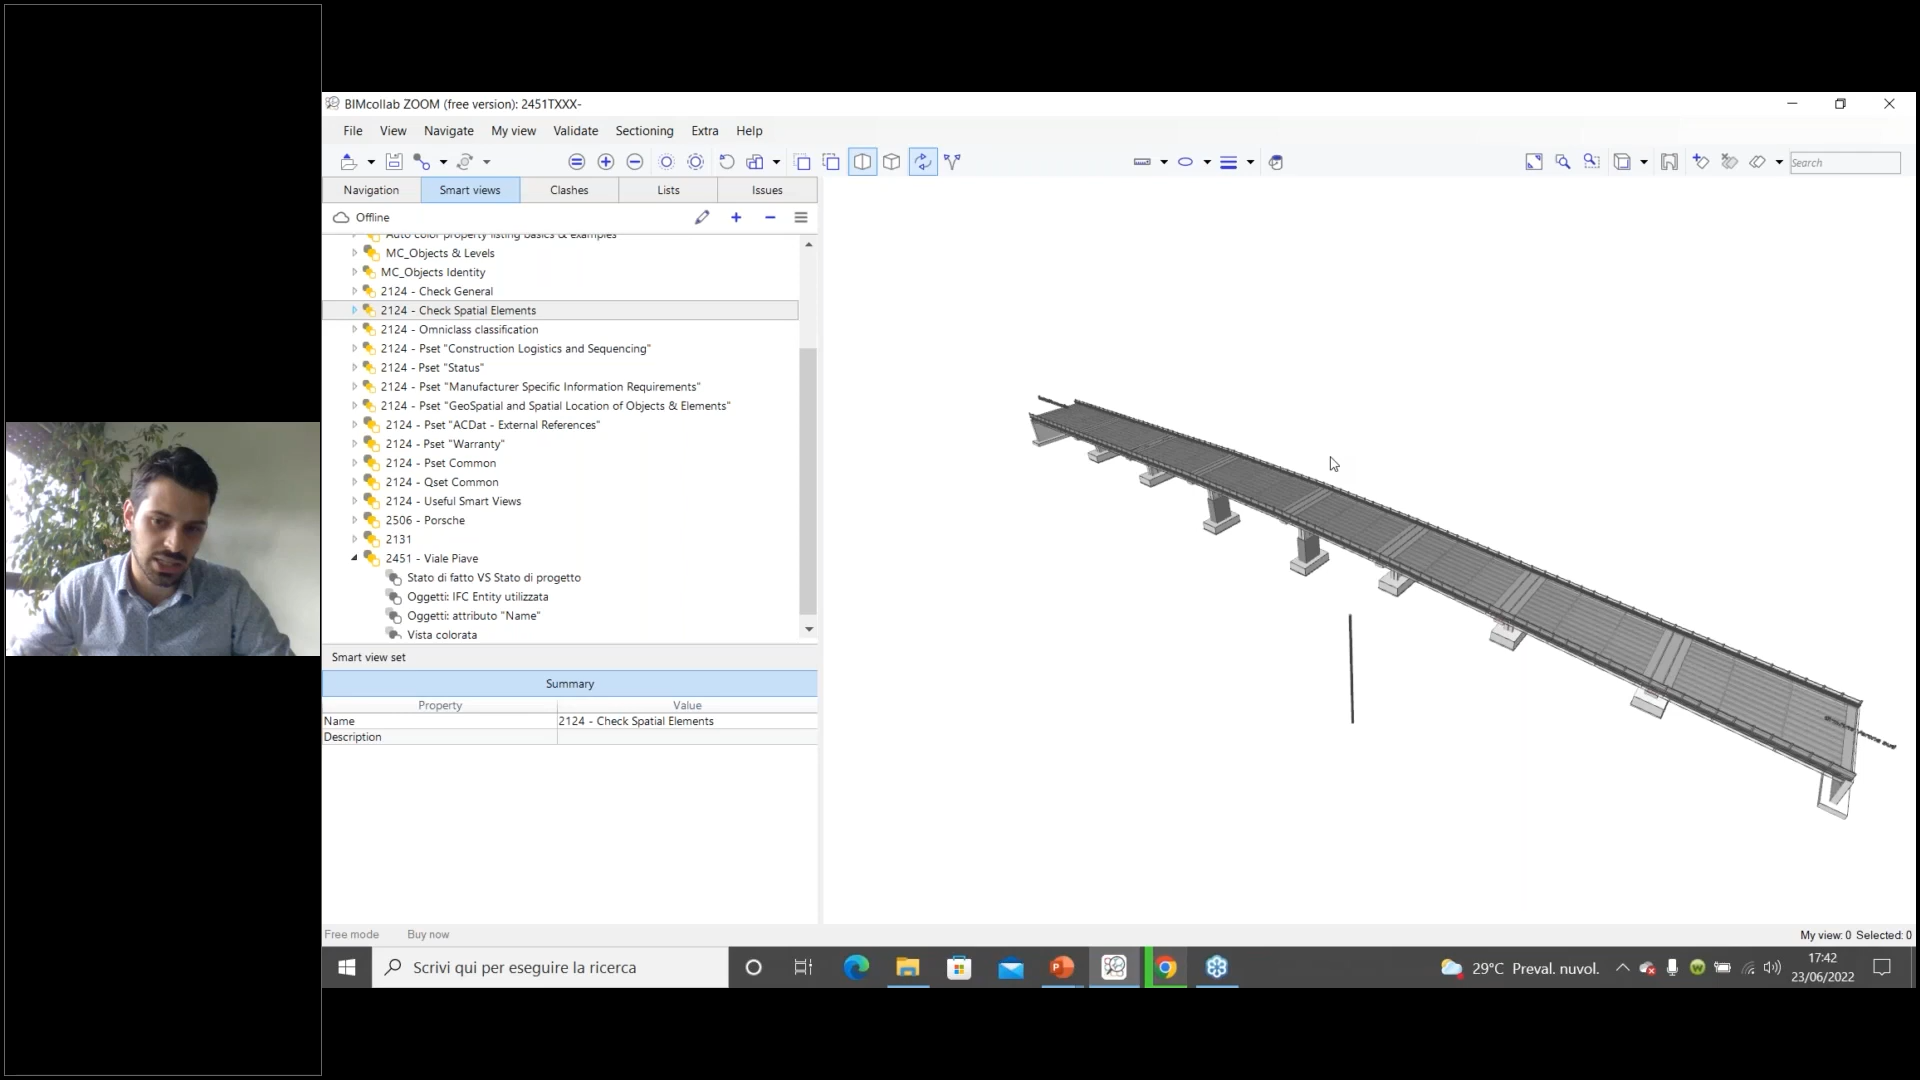 BIMcollab ZOOM (free version): 2451TXXX-
File View Navigate My view Validate Sectioning Extra Help
Search
Navigation Smart views Clashes Lists Issues
Offline
Auto color property listing basics & examples
MC_Objects & Levels
MC_Objects Identity
2124 - Check General
2124 - Check Spatial Elements
2124 - Omniclass classification
2124 - Pset "Construction Logistics and Sequencing"
2124 - Pset "Status"
2124 - Pset "Manufacturer Specific Information Requirements"
2124 - Pset "GeoSpatial and Spatial Location of Objects & Elements"
2124 - Pset "ACDat - External References"
2124 - Pset "Warranty"
2124 - Pset Common
2124 - Qset Common
2124 - Useful Smart Views
2506 - Porsche
2131
2451 - Viale Piave
Stato di fatto VS Stato di progetto
Oggetti: IFC Entity utilizzata
Oggetti: attributo "Name"
Vista colorata
Smart view set
Summary
Property Value
Name 2124 - Check Spatial Elements
Description
Free mode Buy now
My view: 0 Selected: 0
Scrivi qui per eseguire la ricerca
29°C Preval. nuvol.
17:42
23/06/2022